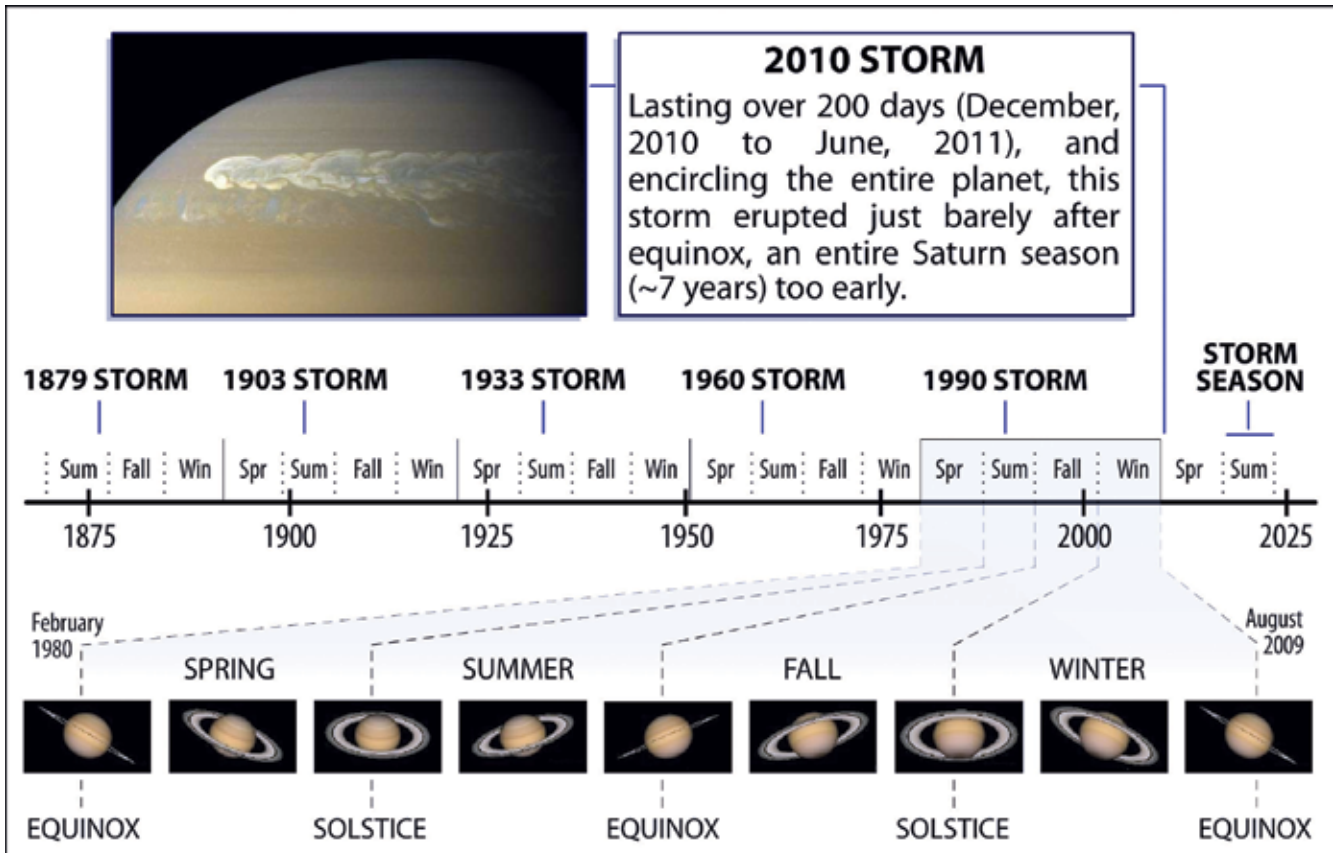 2010 STORM
Lasting over 200 days (December,
2010 to June, 2011), and
encircling the entire planet, this
storm erupted just barely after
equinox, an entire Saturn season
(~7 years) too early.
1879 STORM 1903 STORM 1933 STORM 1960 STORM 1990 STORM STORM
SEASON
Sum Fall Win Spr Sum Fall Win Spr Sum Fall Win Spr Sum Fall Win Spr Sum Fall Win Spr Sum
1875 1900 1925 1950 1975 2000 2025
February
1980
August
2009
SPRING SUMMER FALL WINTER
EQUINOX SOLSTICE EQUINOX SOLSTICE EQUINOX